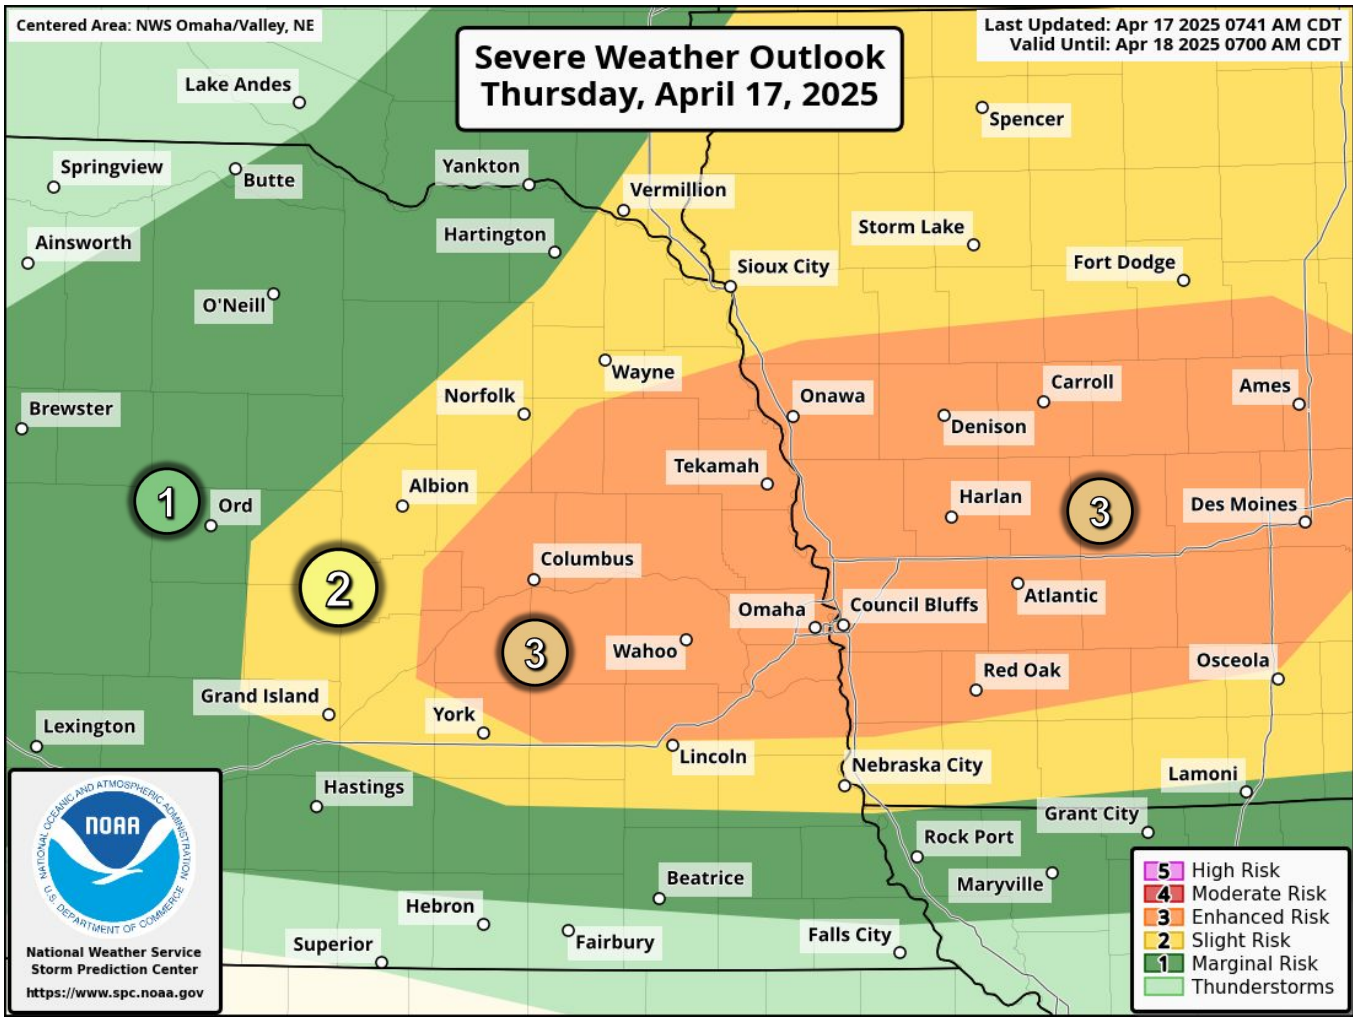 Centered Area: NWS Omaha/Valley, NE
Severe Weather Outlook
Thursday, April 17, 2025
Last Updated: Apr 17 2025 0741 AM CDT
Valid Until: Apr 18 2025 0700 AM CDT
Lake Andes
Spencer
Springview
Butte
Yankton
Vermillion
Ainsworth
Hartington
Storm Lake
Sioux City
Fort Dodge
O'Neill
Wayne
Norfolk
Onawa
Carroll
Ames
Brewster
Denison
Tekamah
Albion
Harlan
Des Moines
1
Ord
3
Columbus
2
Omaha
Council Bluffs
Atlantic
3
Wahoo
Red Oak
Osceola
Grand Island
York
Lexington
Lincoln
Nebraska City
Lamoni
Hastings
Grant City
Rock Port
Beatrice
Maryville
Hebron
Fairbury
Falls City
Superior
NATIONAL OCEANIC AND ATMOSPHERIC ADMINISTRATION
NOAA
U.S. DEPARTMENT OF COMMERCE
National Weather Service
Storm Prediction Center
https://www.spc.noaa.gov
5 High Risk
4 Moderate Risk
3 Enhanced Risk
2 Slight Risk
1 Marginal Risk
Thunderstorms